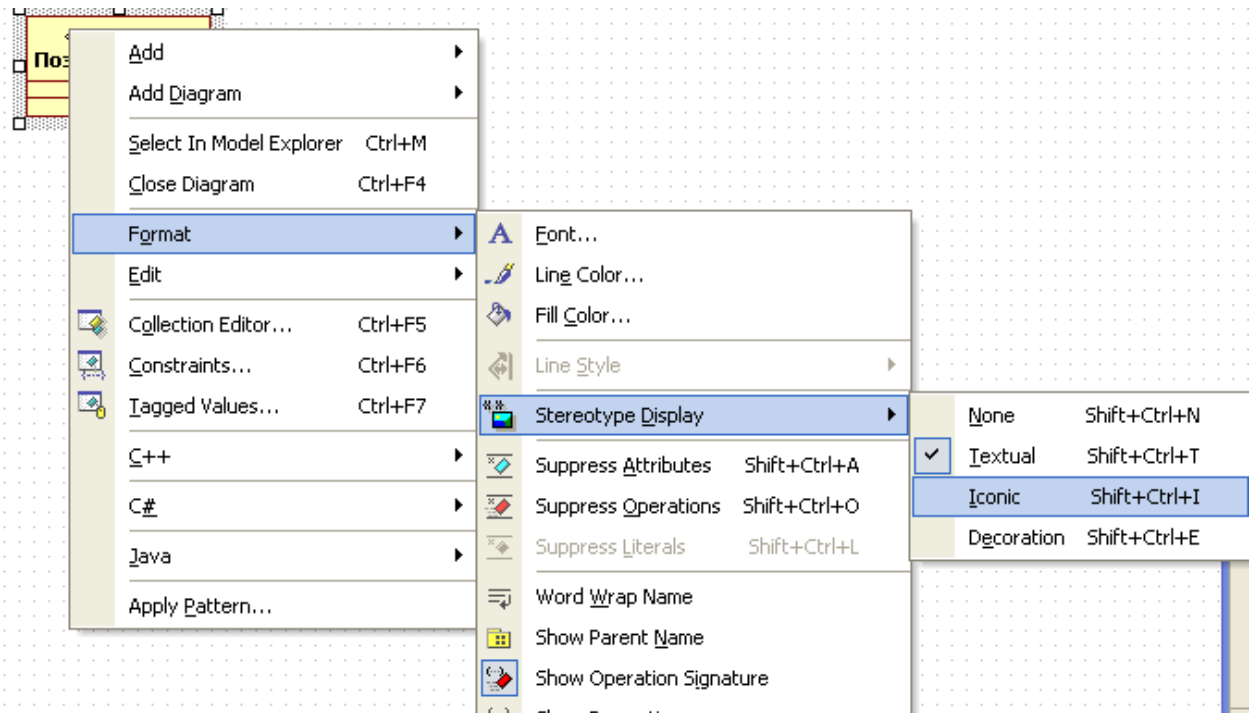 Поз
Add
Add Diagram
Select In Model Explorer Ctrl+M
Close Diagram Ctrl+F4
Format
Edit
Collection Editor... Ctrl+F5
Constraints... Ctrl+F6
Tagged Values... Ctrl+F7
C++
C#
Java
Apply Pattern...
Font...
Line Color...
Fill Color...
Line Style
Stereotype Display
Suppress Attributes Shift+Ctrl+A
Suppress Operations Shift+Ctrl+O
Suppress Literals Shift+Ctrl+L
Word Wrap Name
Show Parent Name
Show Operation Signature
None Shift+Ctrl+N
Textual Shift+Ctrl+T
Iconic Shift+Ctrl+I
Decoration Shift+Ctrl+E